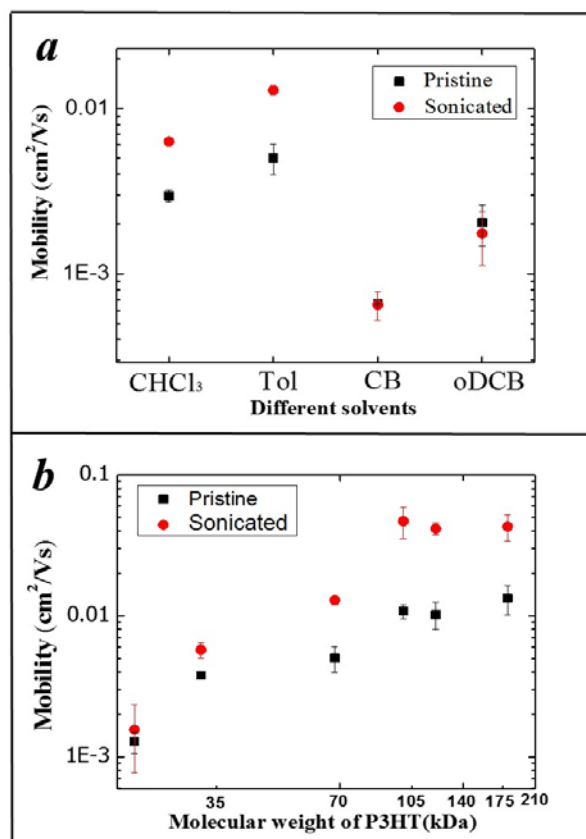 a
Pristine
Sonicated
0.01
1E-3
Mobility (cm²/Vs)
CHCl₃ Tol CB oDCB
Different solvents
b
0.1
Pristine
Sonicated
0.01
1E-3
Mobility (cm²/Vs)
35 70 105 140 175 210
Molecular weight of P3HT(kDa)